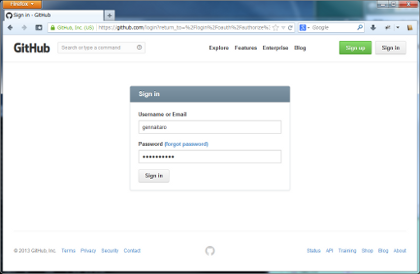 Firefox
Sign in · GitHub
GitHub, Inc. (US) https://github.com/login?return_to=%2Flogin%2Foauth%2Fauthorize%
Google
GitHub
Search or type a command
Explore Features Enterprise Blog
Sign up Sign in
Sign in
Username or Email
Password (forgot password)
••••••••••
Sign in
© 2013 GitHub, Inc. Terms Privacy Security Contact
Status API Training Shop Blog About